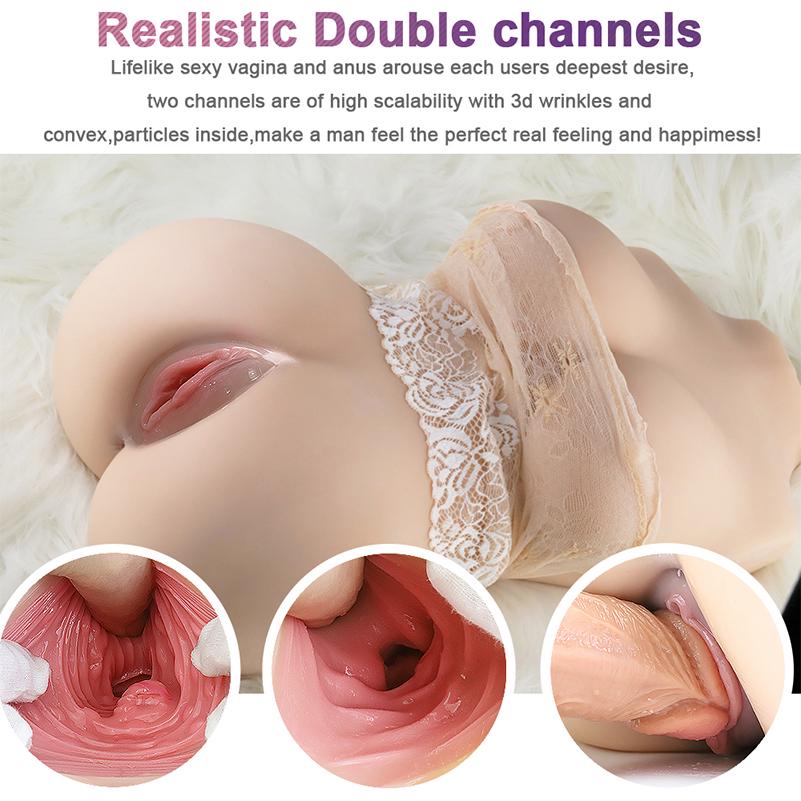 Realistic Double channels
Lifelike sexy vagina and anus arouse each users deepest desire,
two channels are of high scalability with 3d wrinkles and
convex,particles inside,make a man feel the perfect real feeling and happimess!